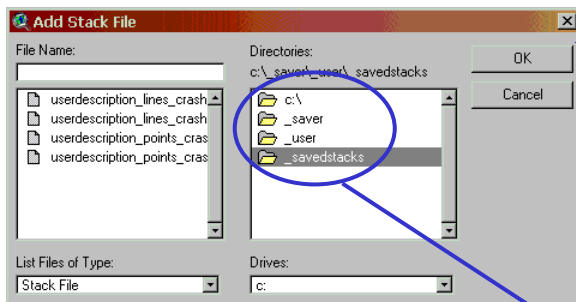 Add Stack File
File Name:
userdescription_lines_crash
userdescription_lines_crash
userdescription_points_cras
userdescription_points_cras
List Files of Type:
Stack File
Directories:
c:\_saver\_user\_savedstacks
c:\
_saver
_user
_savedstacks
Drives:
c:
OK
Cancel